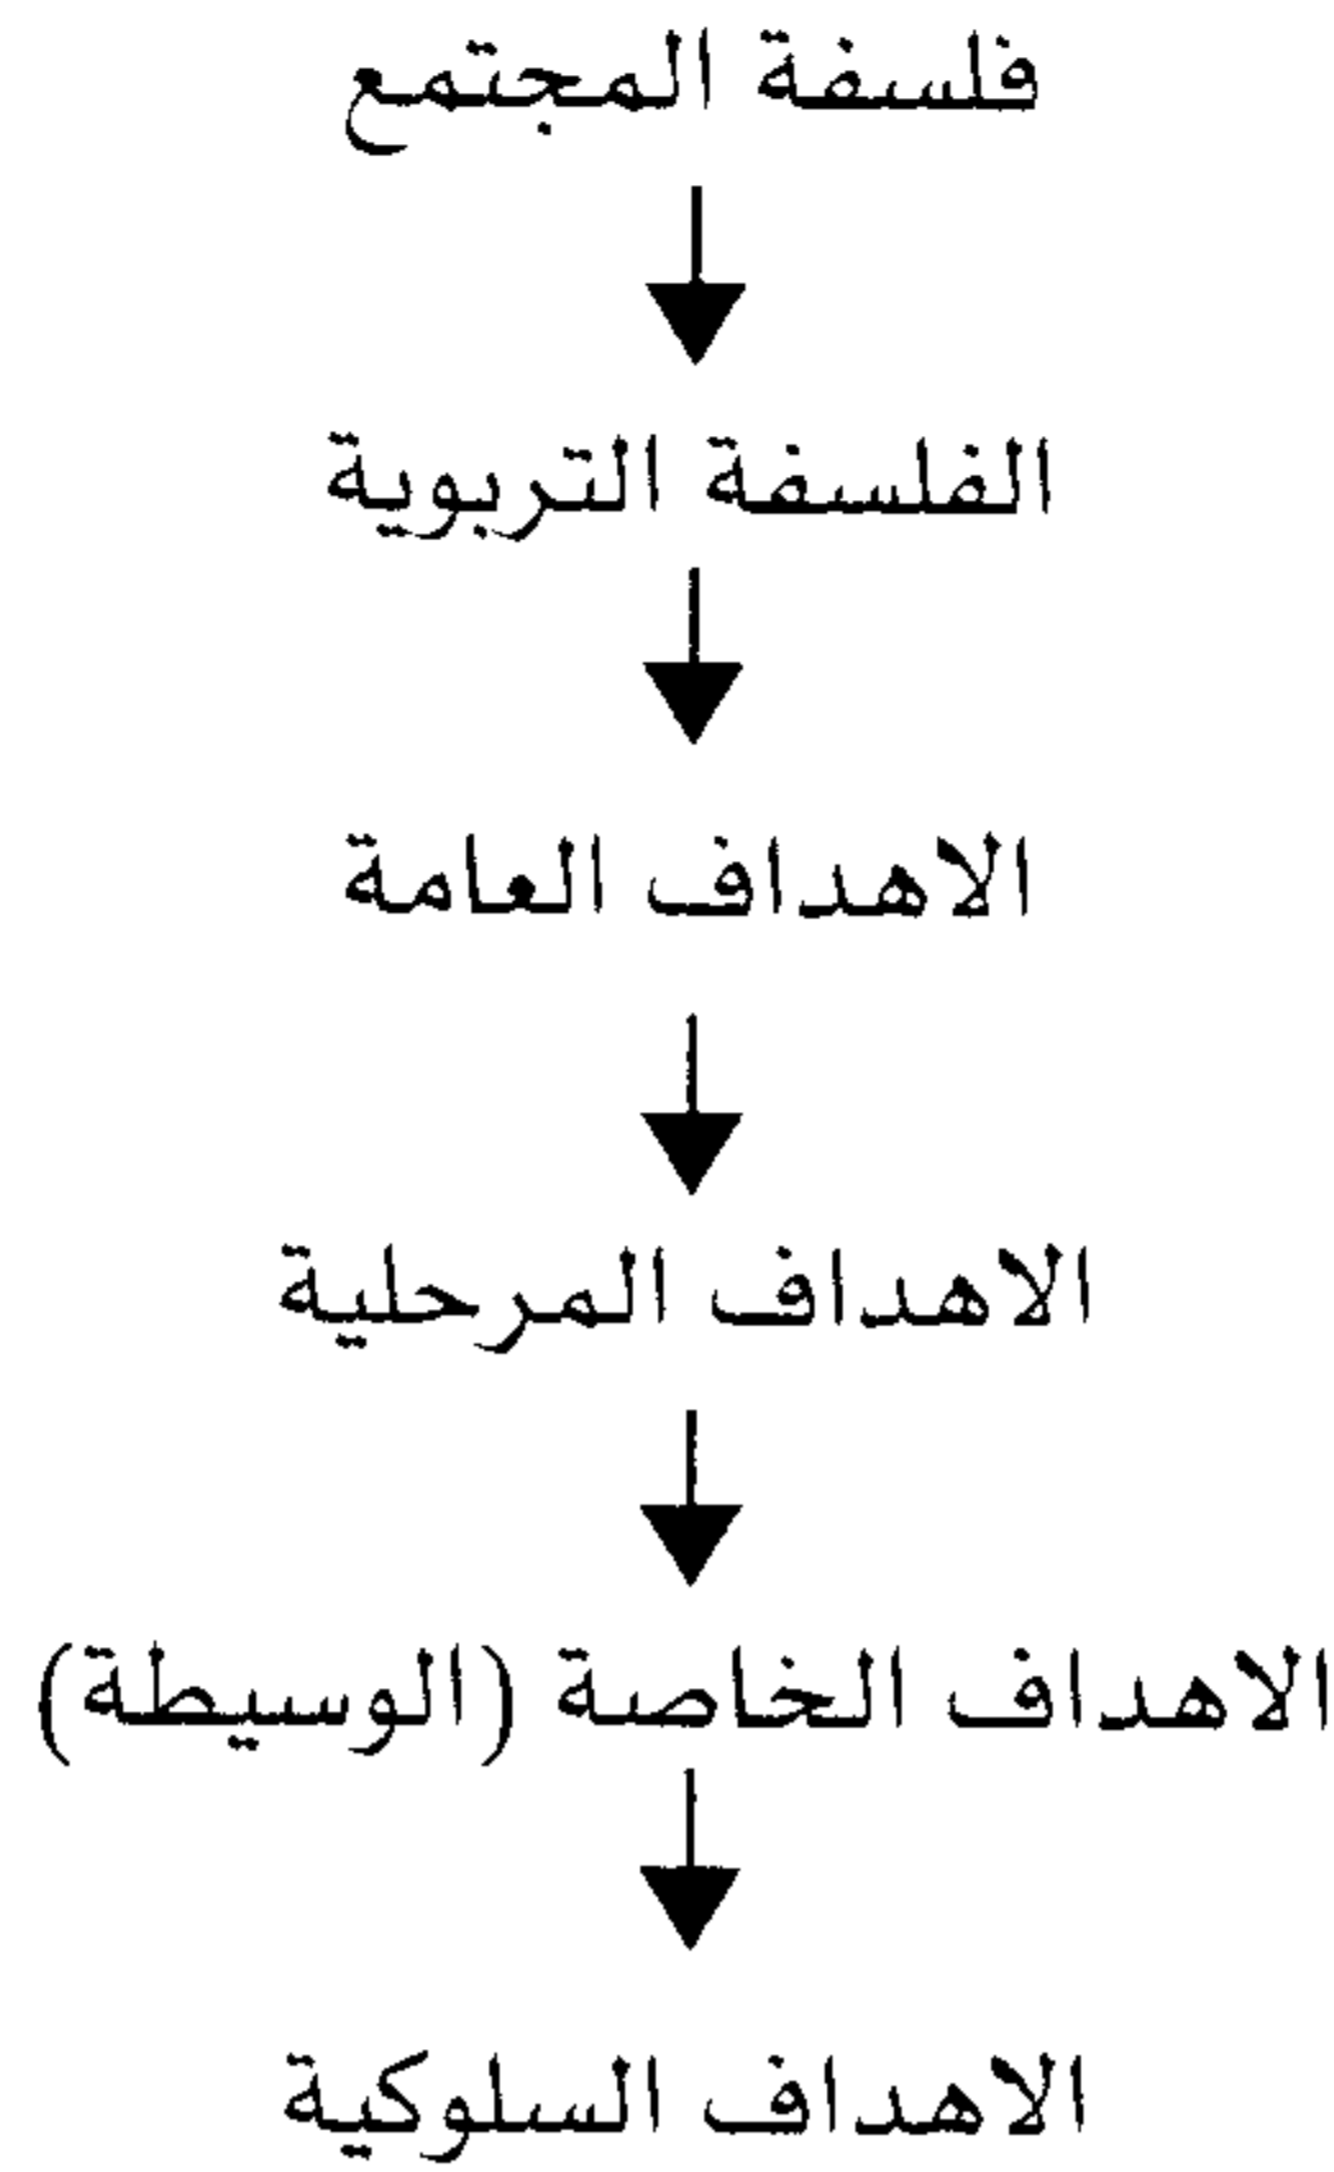 فلسفة المجتمع
الفلسفة التربوية
الاهداف العامة
الاهداف المرحلية
الاهداف الخاصة (الوسيطة)
الاهداف السلوكية